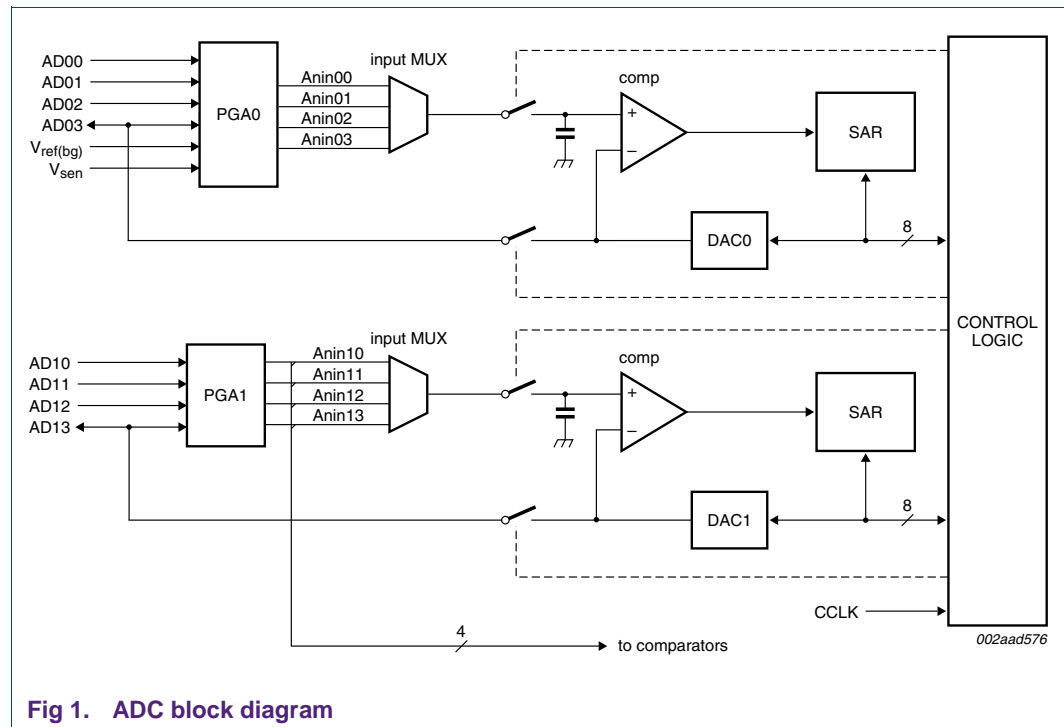 AD00
AD01
AD02
AD03
Vref(bg)
Vsen
PGA0
Anin00
Anin01
Anin02
Anin03
input MUX
comp
+
−
SAR
DAC0
8
AD10
AD11
AD12
AD13
PGA1
Anin10
Anin11
Anin12
Anin13
input MUX
comp
+
−
SAR
DAC1
8
CONTROL
LOGIC
CCLK
4
to comparators
002aad576
Fig 1. ADC block diagram